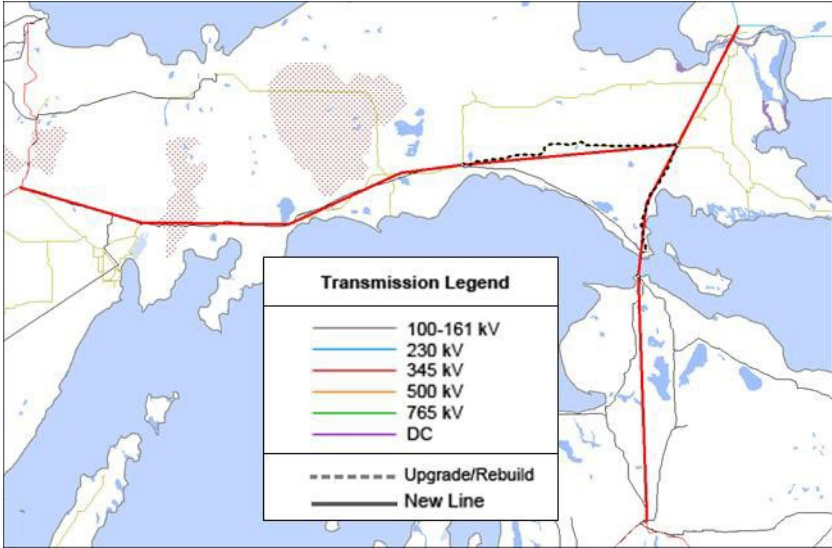 Transmission Legend
100-161 kV
230 kV
345 kV
500 kV
765 kV
DC
Upgrade/Rebuild
New Line